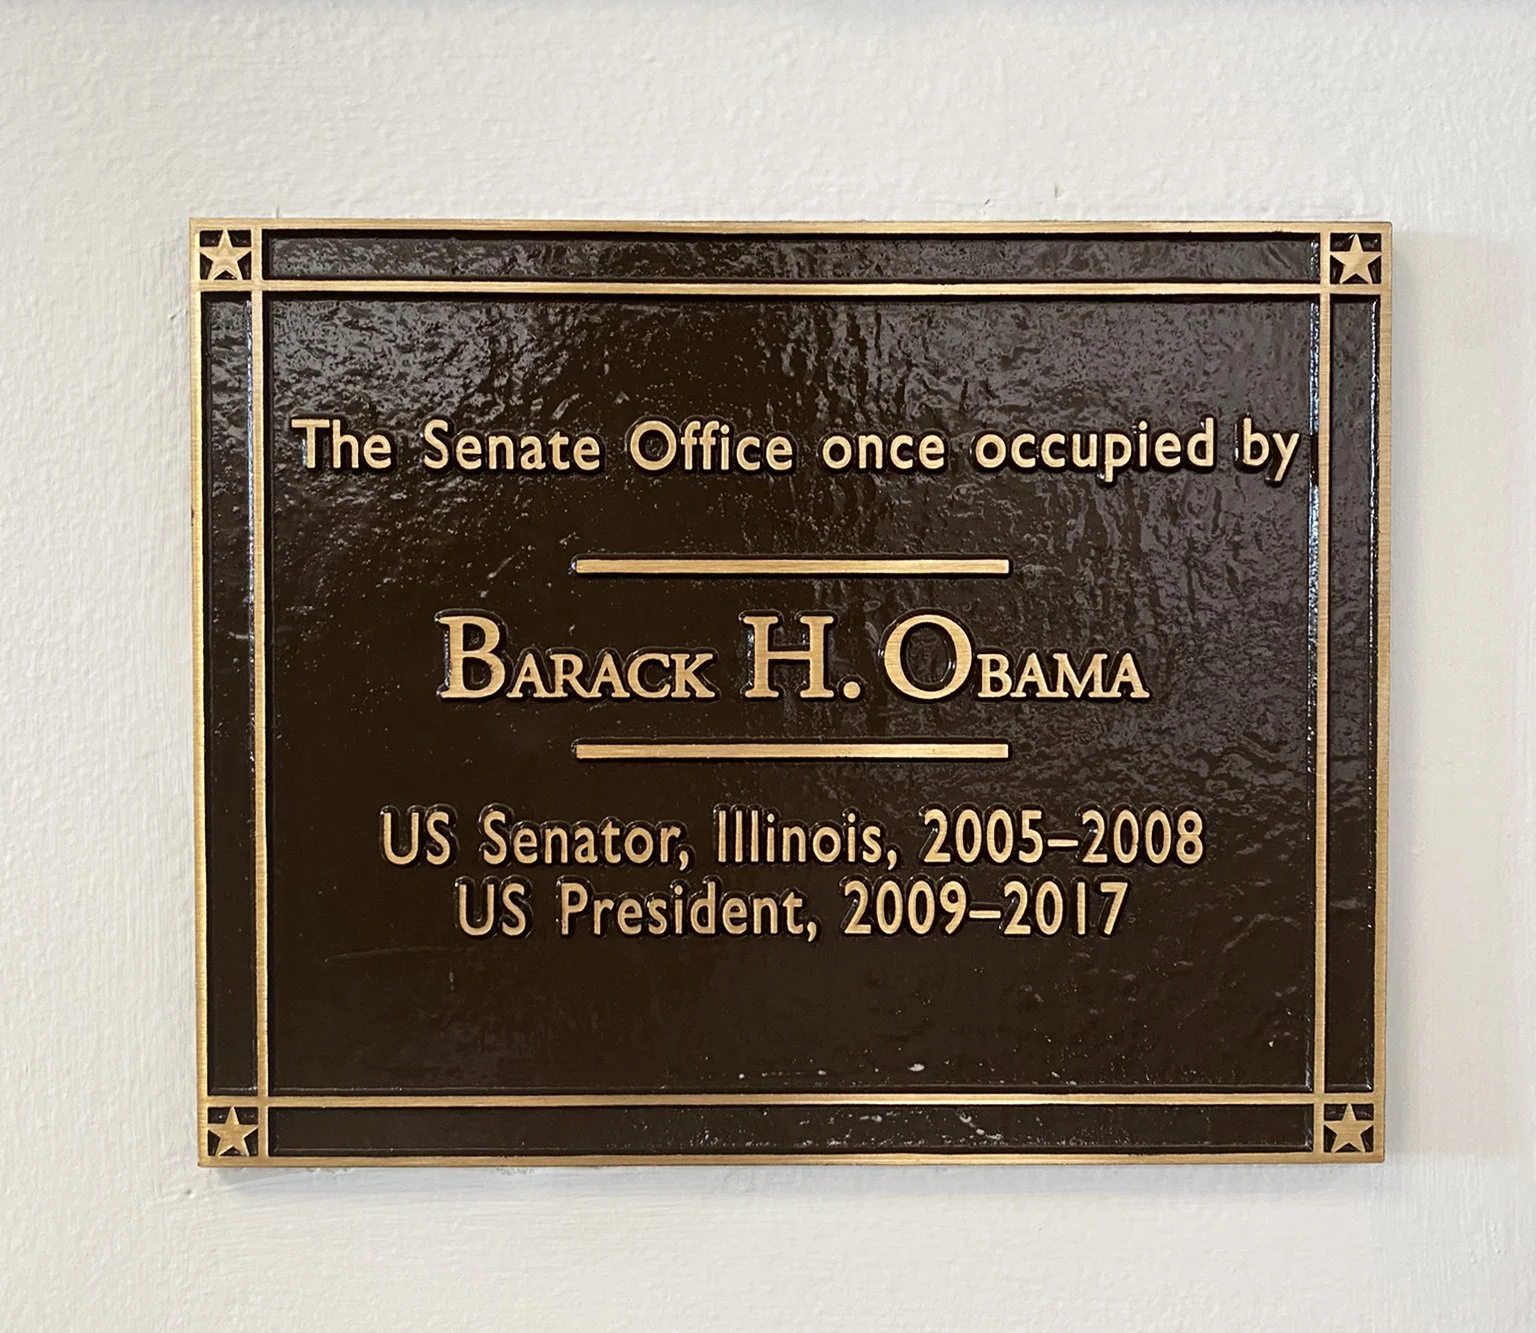 The Senate Office once occupied by
Barack H. Obama
US Senator, Illinois, 2005–2008
US President, 2009–2017